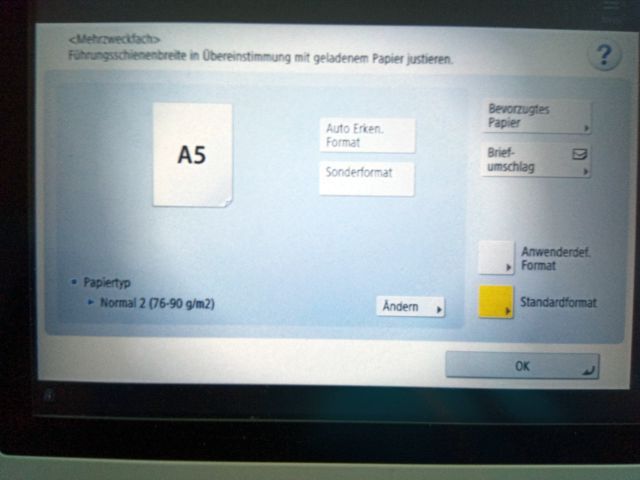 <Mehrzweckfach>
Führungsschienenbreite in Übereinstimmung mit geladenem Papier justieren.
?
A5
Auto Erken.
Format
Sonderformat
Bevorzugtes
Papier
Brief-
umschlag
Anwenderdef.
Format
Standardformat
Papiertyp
Normal 2 (76-90 g/m2)
Ändern
OK